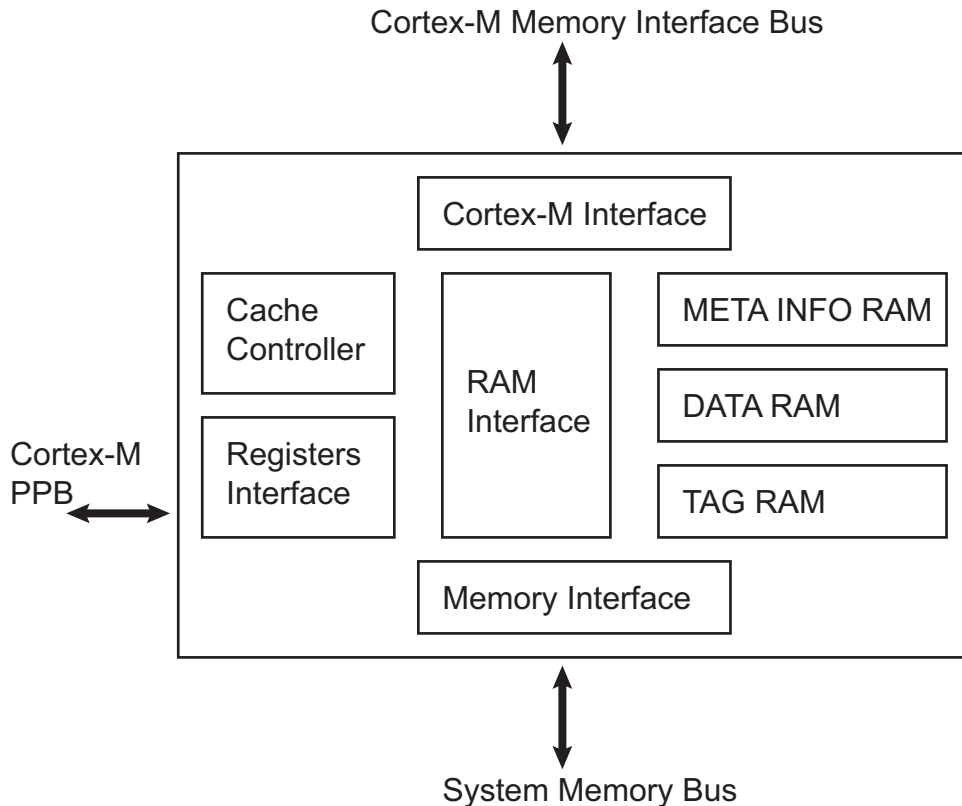 Cortex-M Memory Interface Bus
Cortex-M Interface
Cache
Controller
META INFO RAM
RAM
Interface
DATA RAM
Cortex-M
PPB
Registers
Interface
TAG RAM
Memory Interface
System Memory Bus